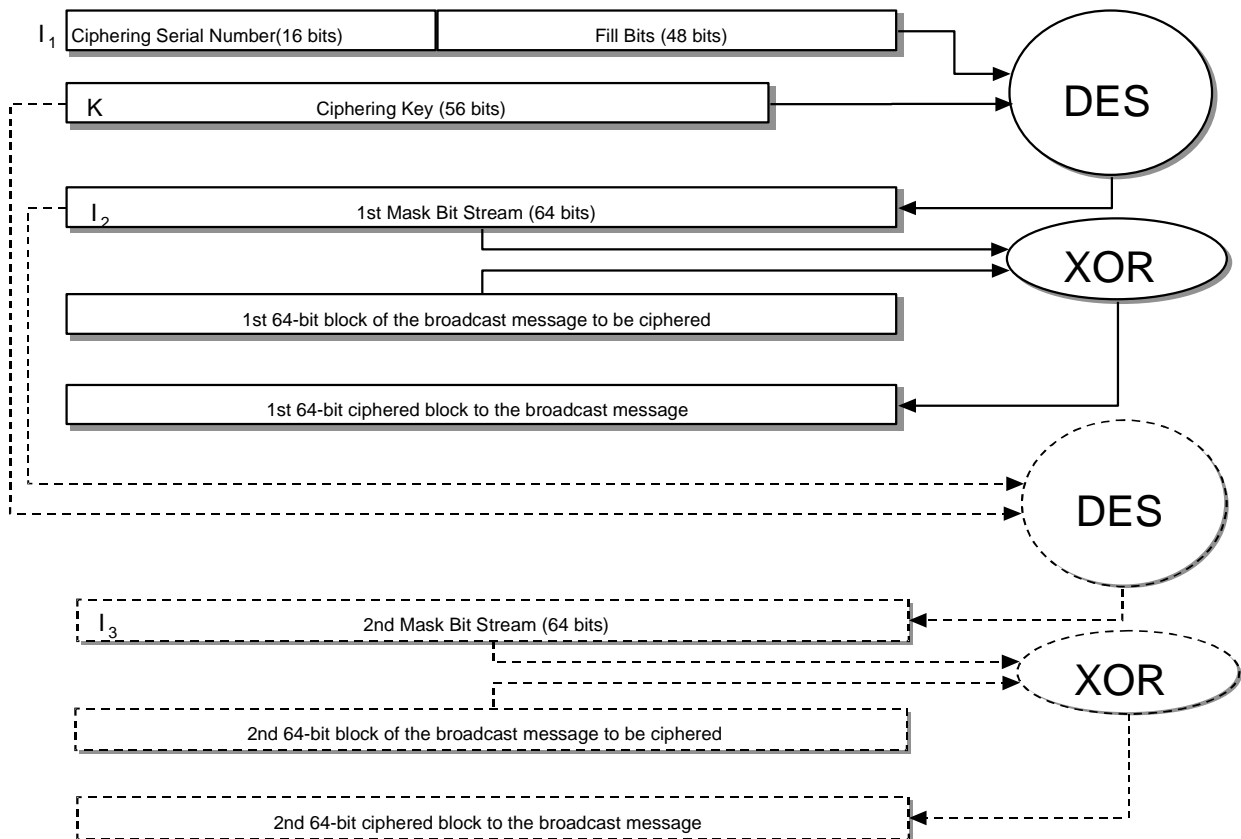 I1 Ciphering Serial Number(16 bits) Fill Bits (48 bits)
DES
K Ciphering Key (56 bits)
I2 1st Mask Bit Stream (64 bits)
XOR
1st 64-bit block of the broadcast message to be ciphered
1st 64-bit ciphered block to the broadcast message
DES
I3 2nd Mask Bit Stream (64 bits)
XOR
2nd 64-bit block of the broadcast message to be ciphered
2nd 64-bit ciphered block to the broadcast message